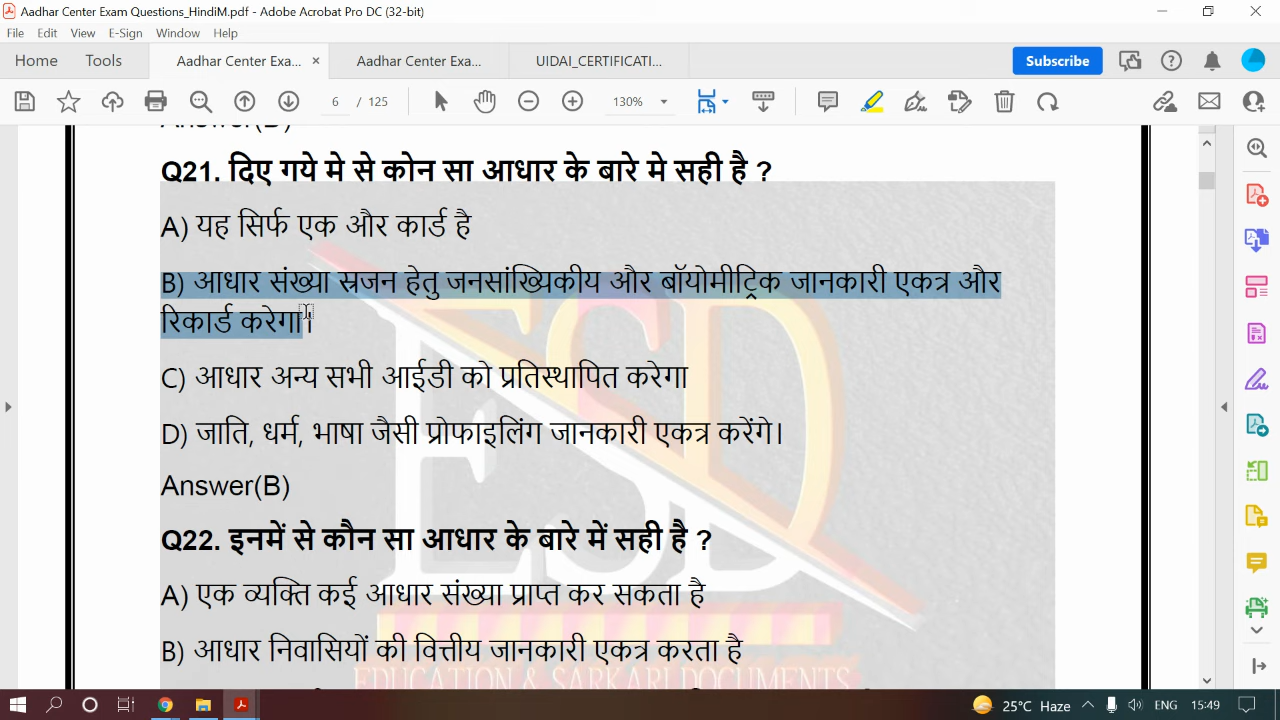 Aadhar Center Exam Questions_HindiM.pdf - Adobe Acrobat Pro DC (32-bit)
File Edit View E-Sign Window Help
Home Tools Aadhar Center Exa... × Aadhar Center Exa... UIDAI_CERTIFICATI... Subscribe
6 / 125 130%
Answer(D)
Q21. दिए गये मे से कोन सा आधार के बारे मे सही है ?
A) यह सिर्फ एक और कार्ड है
B) आधार संख्या स्रजन हेतु जनसांख्यिकीय और बॉयोमीट्रिक जानकारी एकत्र और
रिकार्ड करेगा।
C) आधार अन्य सभी आईडी को प्रतिस्थापित करेगा
D) जाति, धर्म, भाषा जैसी प्रोफाइलिंग जानकारी एकत्र करेंगे।
Answer(B)
Q22. इनमें से कौन सा आधार के बारे में सही है ?
A) एक व्यक्ति कई आधार संख्या प्राप्त कर सकता है
B) आधार निवासियों की वित्तीय जानकारी एकत्र करता है
ESD
EDUCATION & SARKARI DOCUMENTS
25°C Haze ENG 15:49